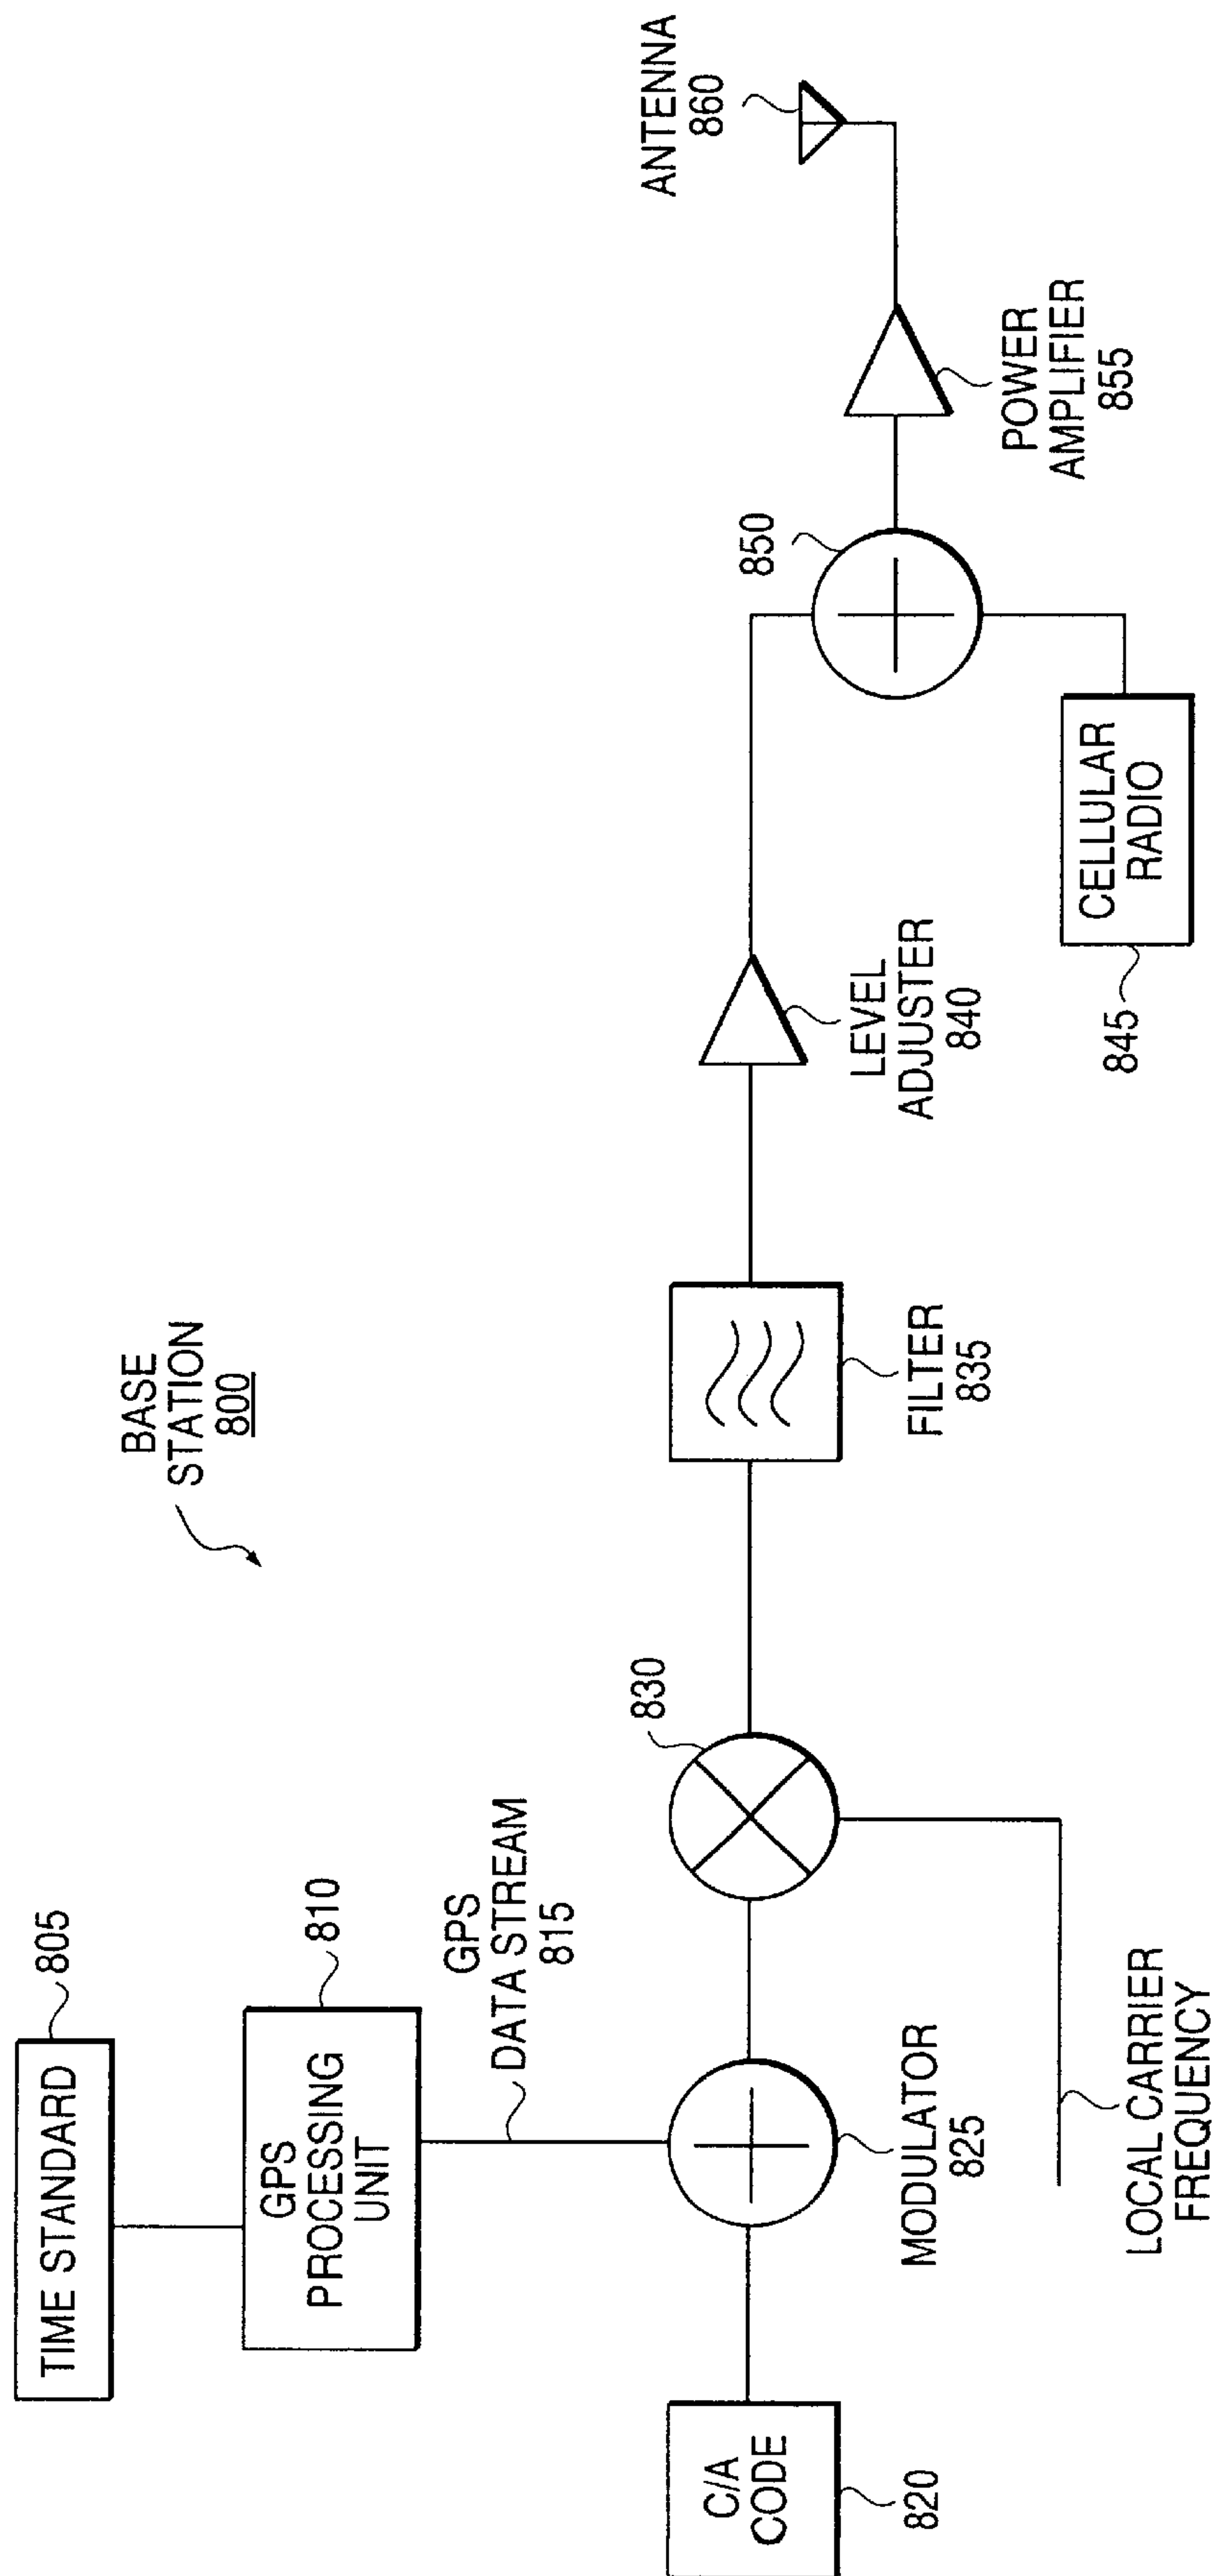 BASE
STATION
800
TIME STANDARD
805
GPS
PROCESSING
UNIT
810
GPS
DATA STREAM
815
C/A
CODE
820
MODULATOR
825
830
LOCAL CARRIER
FREQUENCY
FILTER
835
LEVEL
ADJUSTER
840
CELLULAR
RADIO
845
850
POWER
AMPLIFIER
855
ANTENNA
860